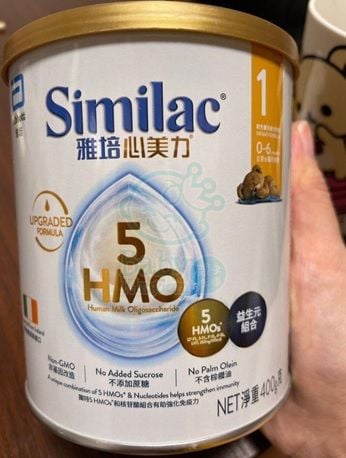 Abbott
Similac
雅培心美力
1
0-6
UPGRADED
FORMULA
5
HMO
Human Milk Oligosaccharide
5
HMOs
益生元
組合
Non-GMO
非基因改造
No Added Sucrose
不添加蔗糖
No Palm Olein
不含棕櫚油
A unique combination of 5 HMOs & Nucleotides helps strengthen immunity
獨特5 HMOs和核苷酸組合有助強化免疫力
NET淨重400g克